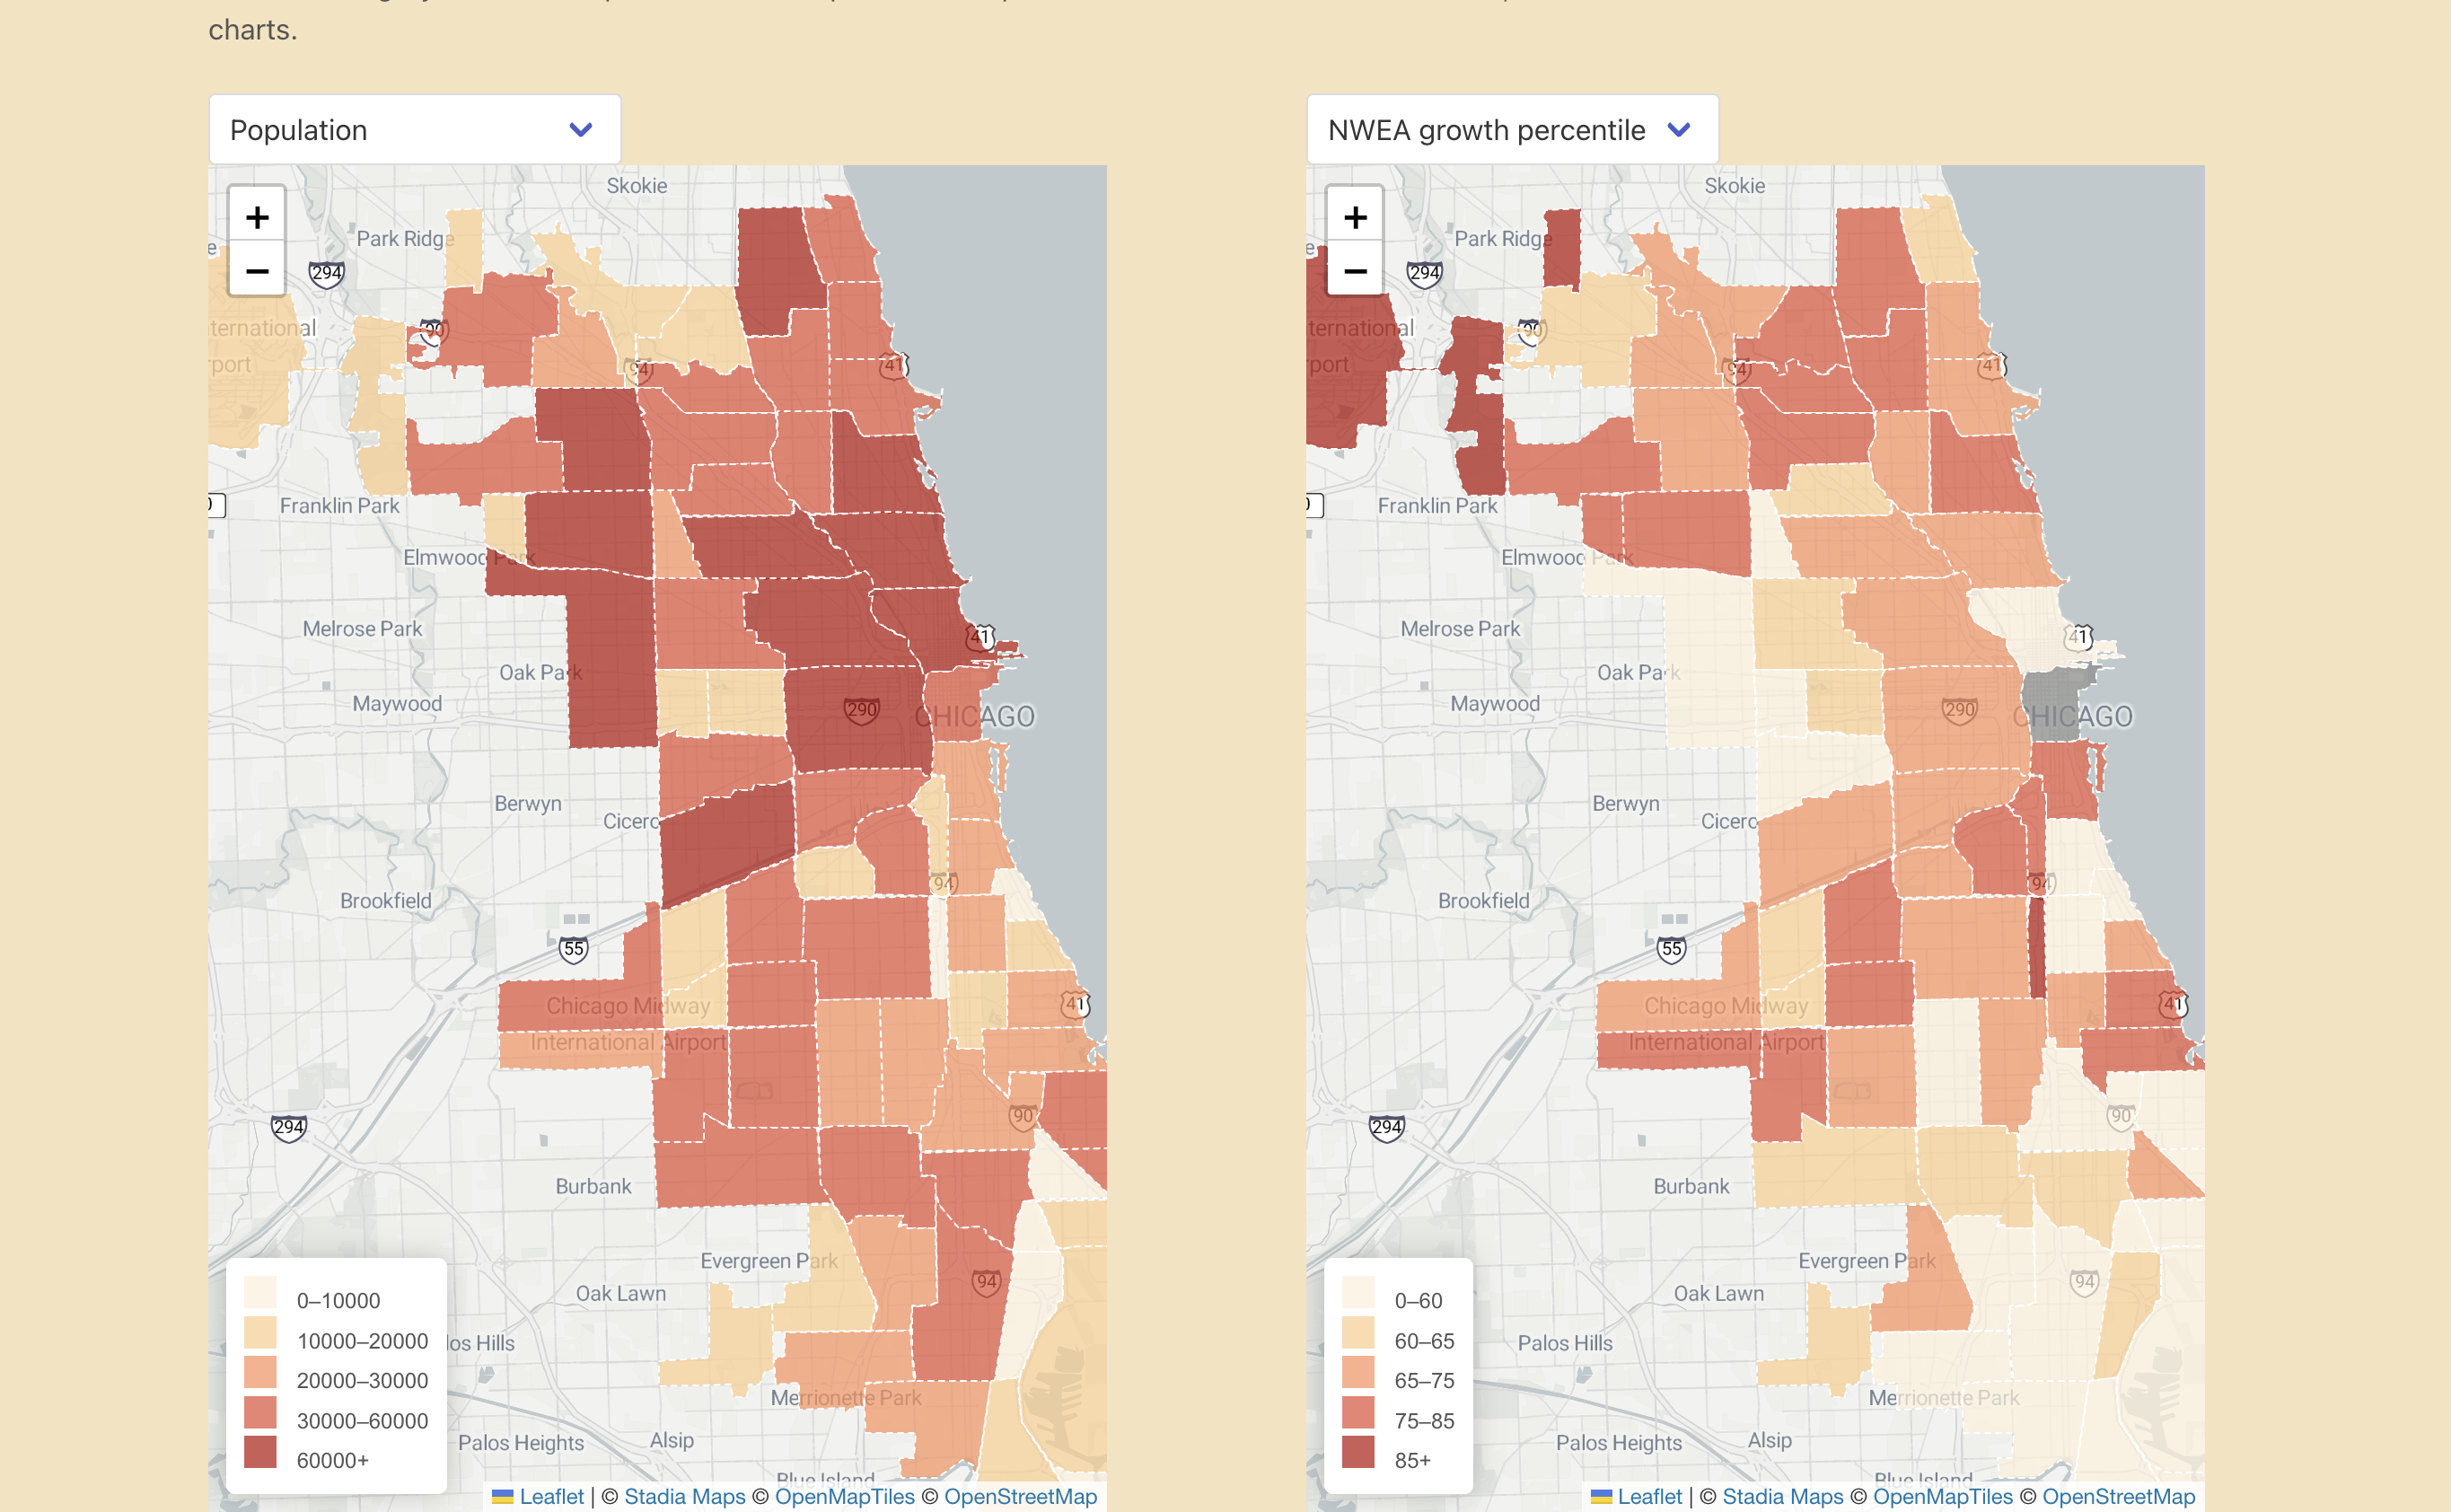 charts.
Population
NWEA growth percentile
+
−
Skokie
Park Ridge
294
90
94
41
Franklin Park
Elmwood Park
Melrose Park
Oak Park
Maywood
41
290
CHICAGO
Berwyn
Cicero
Brookfield
94
55
Chicago Midway
International Airport
41
294
90
Burbank
Evergreen Park
Oak Lawn
94
Merrionette Park
Palos Heights
Alsip
Blue Island
0–10000
10000–20000
20000–30000
30000–60000
60000+
Leaflet | © Stadia Maps © OpenMapTiles © OpenStreetMap
+
−
Skokie
Park Ridge
294
90
94
41
Franklin Park
Elmwood Park
Melrose Park
Oak Park
Maywood
41
290
CHICAGO
Berwyn
Cicero
Brookfield
94
55
Chicago Midway
International Airport
41
294
90
Burbank
Evergreen Park
Oak Lawn
94
Palos Hills
Merrionette Park
Palos Heights
Alsip
Blue Island
0–60
60–65
65–75
75–85
85+
Leaflet | © Stadia Maps © OpenMapTiles © OpenStreetMap